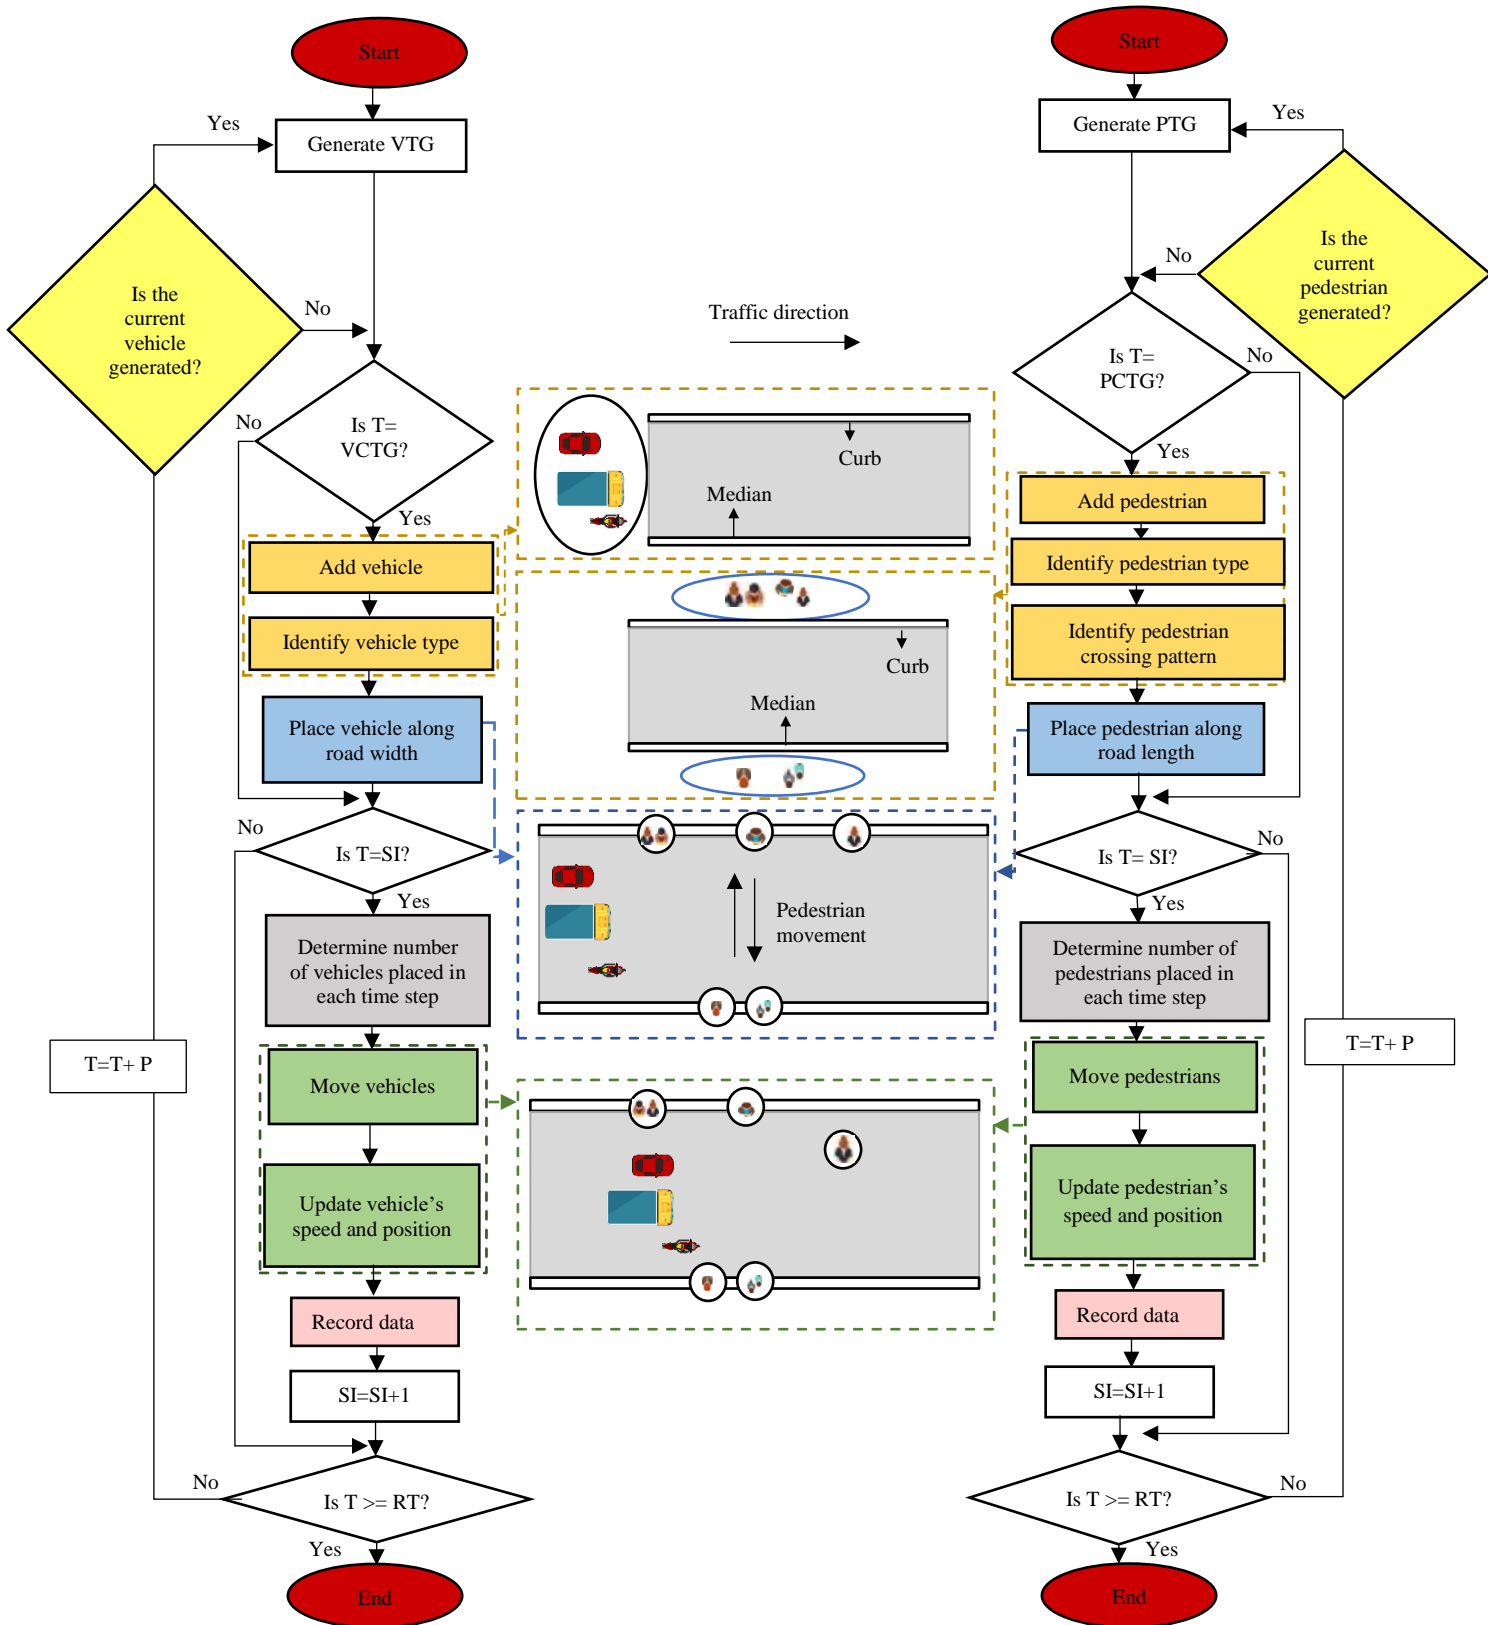 Start
Yes
Generate VTG
Is the
current
vehicle
generated?
No
Is T=
VCTG?
No
Yes
Add vehicle
Identify vehicle type
Place vehicle along
road width
No
Is T=SI?
Yes
Determine number
of vehicles placed in
each time step
T=T+ P
Move vehicles
Update vehicle’s
speed and position
Record data
SI=SI+1
No
Is T >= RT?
Yes
End
Traffic direction
Curb
Median
Curb
Median
Pedestrian
movement
Start
Generate PTG
Yes
Is the
current
pedestrian
generated?
No
Is T=
PCTG?
No
Yes
Add pedestrian
Identify pedestrian type
Identify pedestrian
crossing pattern
Place pedestrian along
road length
Is T= SI?
No
Yes
Determine number of
pedestrians placed in
each time step
T=T+ P
Move pedestrians
Update pedestrian’s
speed and position
Record data
SI=SI+1
Is T >= RT?
No
Yes
End